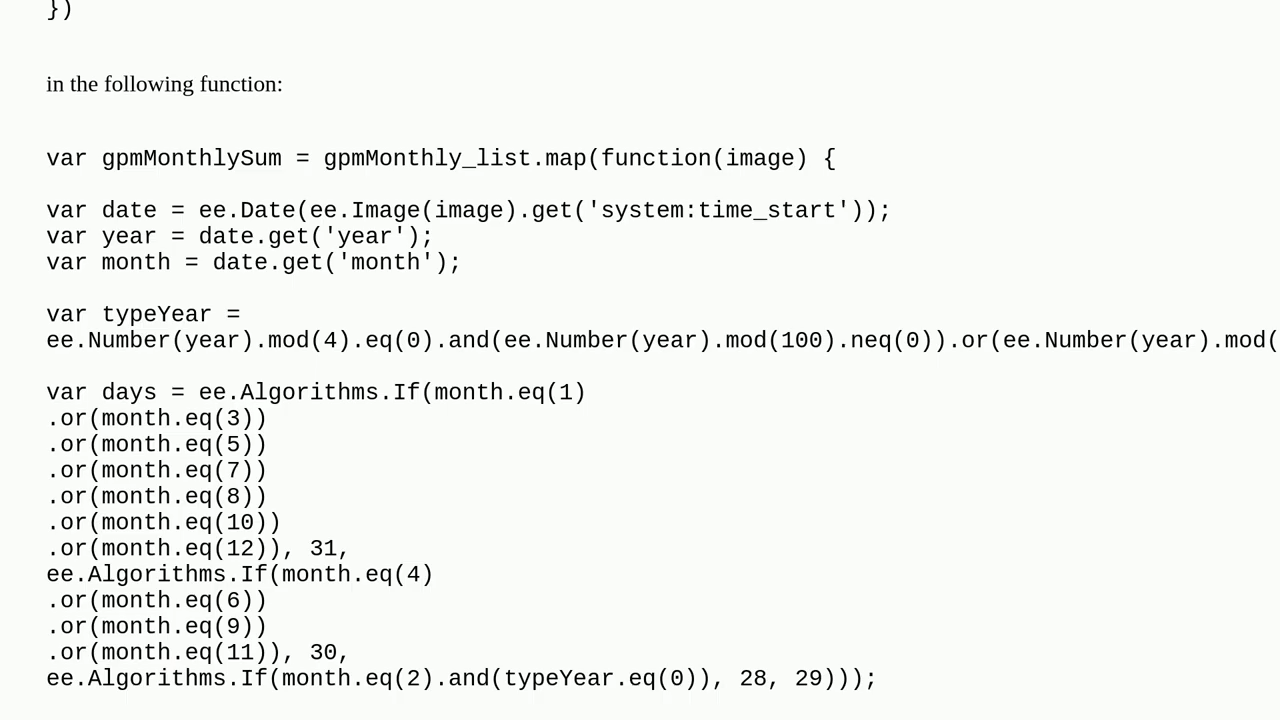 })
in the following function:
var gpmMonthlySum = gpmMonthly_list.map(function(image) {
var date = ee.Date(ee.Image(image).get('system:time_start'));
var year = date.get('year');
var month = date.get('month');
var typeYear =
ee.Number(year).mod(4).eq(0).and(ee.Number(year).mod(100).neq(0)).or(ee.Number(year).mod(
var days = ee.Algorithms.If(month.eq(1)
.or(month.eq(3))
.or(month.eq(5))
.or(month.eq(7))
.or(month.eq(8))
.or(month.eq(10))
.or(month.eq(12)), 31,
ee.Algorithms.If(month.eq(4)
.or(month.eq(6))
.or(month.eq(9))
.or(month.eq(11)), 30,
ee.Algorithms.If(month.eq(2).and(typeYear.eq(0)), 28, 29)));